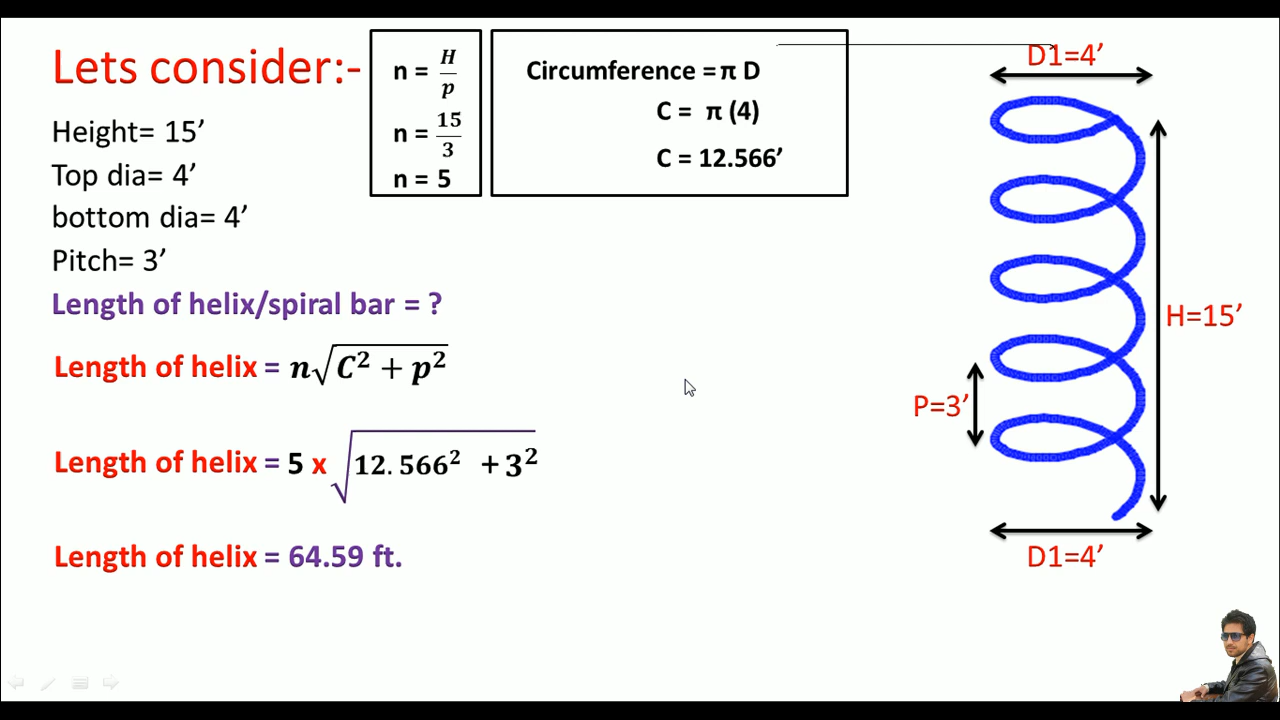 Lets consider:-
Height= 15’
Top dia= 4’
bottom dia= 4’
Pitch= 3’
Length of helix/spiral bar = ?
Length of helix = n√C² + p²
Length of helix = 5 x √12.566² + 3²
Length of helix = 64.59 ft.
n = H/p
n = 15/3
n = 5
Circumference = π D
C = π (4)
C = 12.566’
D1=4’
H=15’
P=3’
D1=4’